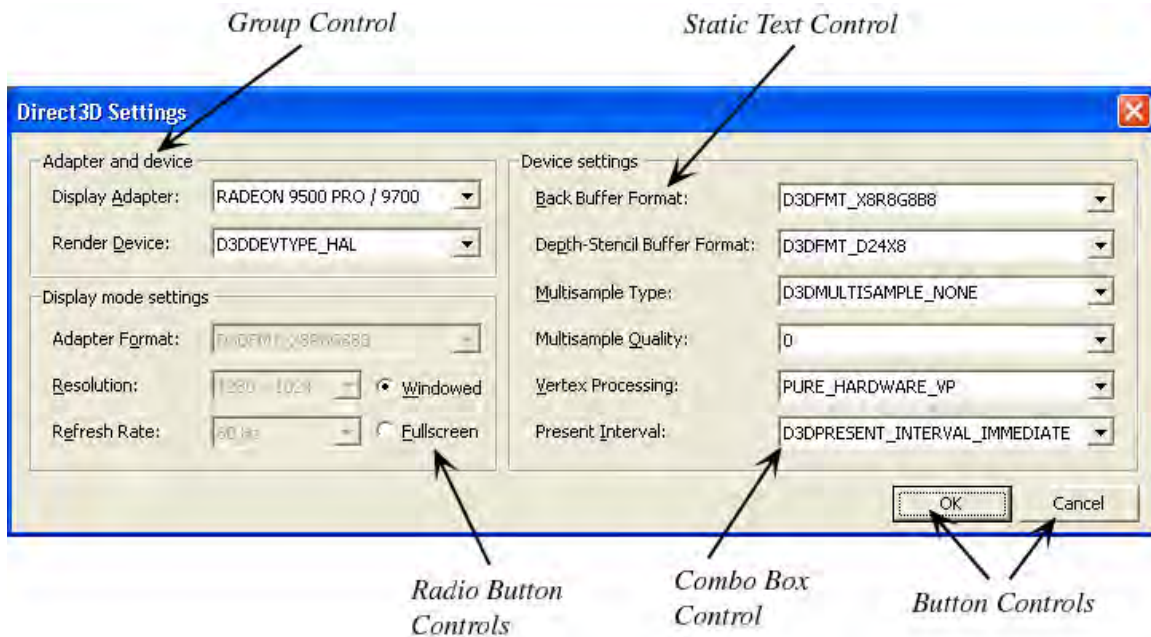 Group Control
Static Text Control
Direct3D Settings
Adapter and device
Display Adapter: RADEON 9500 PRO / 9700
Render Device: D3DDEVTYPE_HAL
Display mode settings
Adapter Format: D3DFMT_X8R8G8B8
Resolution: Windowed
Refresh Rate: 60 Hz Fullscreen
Device settings
Back Buffer Format: D3DFMT_X8R8G8B8
Depth-Stencil Buffer Format: D3DFMT_D24X8
Multisample Type: D3DMULTISAMPLE_NONE
Multisample Quality: 0
Vertex Processing: PURE_HARDWARE_VP
Present Interval: D3DPRESENT_INTERVAL_IMMEDIATE
OK Cancel
Radio Button
Controls
Combo Box
Control
Button Controls